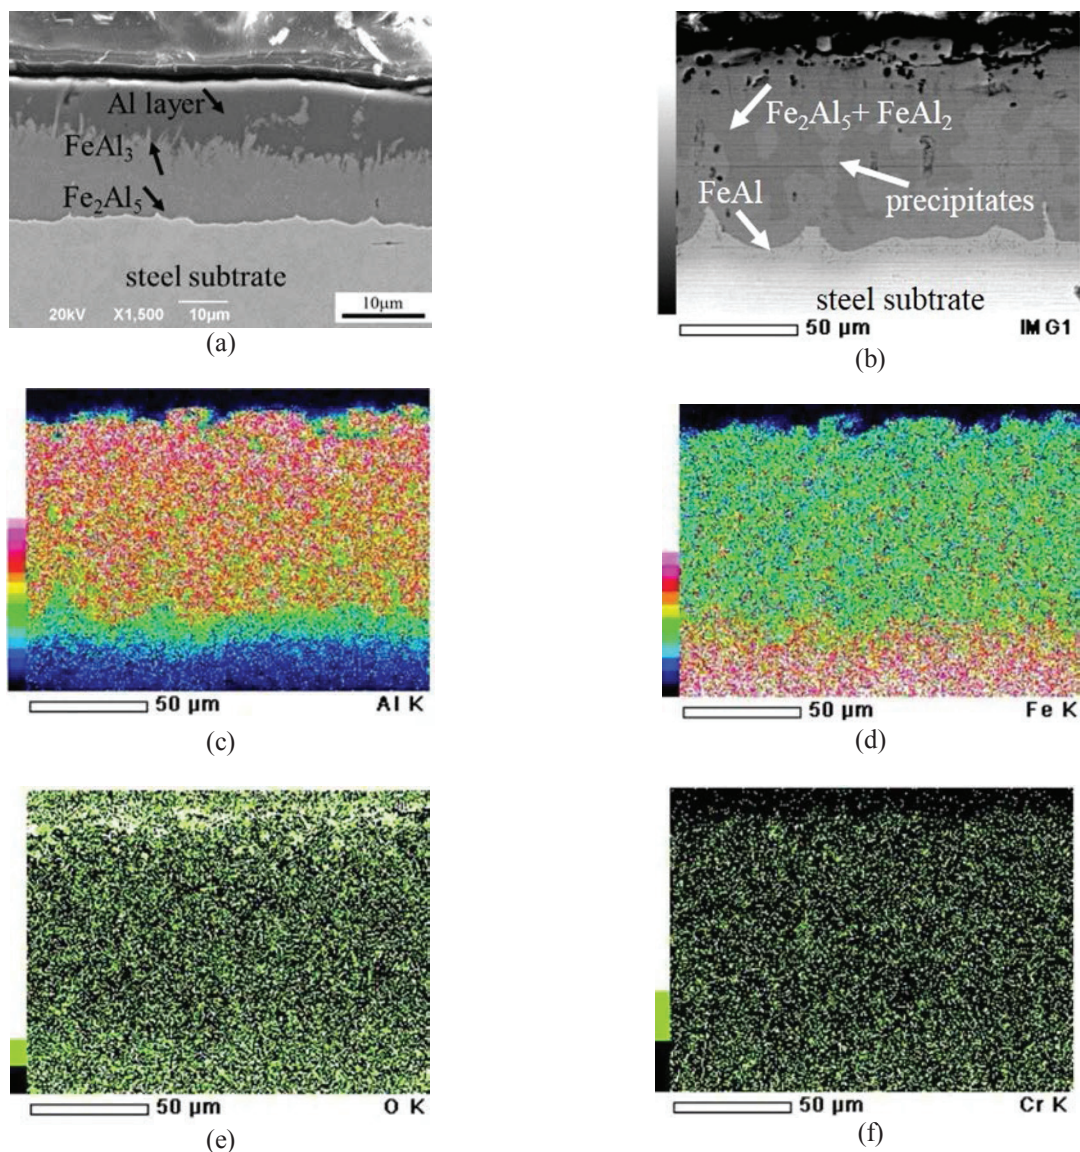 Al layer
FeAl₃
Fe₂Al₅
steel subtrate
20kV X1,500 10μm
10μm
(a)
Fe₂Al₅+ FeAl₂
FeAl
precipitates
steel subtrate
50 μm
IMG1
(b)
50 μm
Al K
(c)
50 μm
Fe K
(d)
50 μm
O K
(e)
50 μm
Cr K
(f)